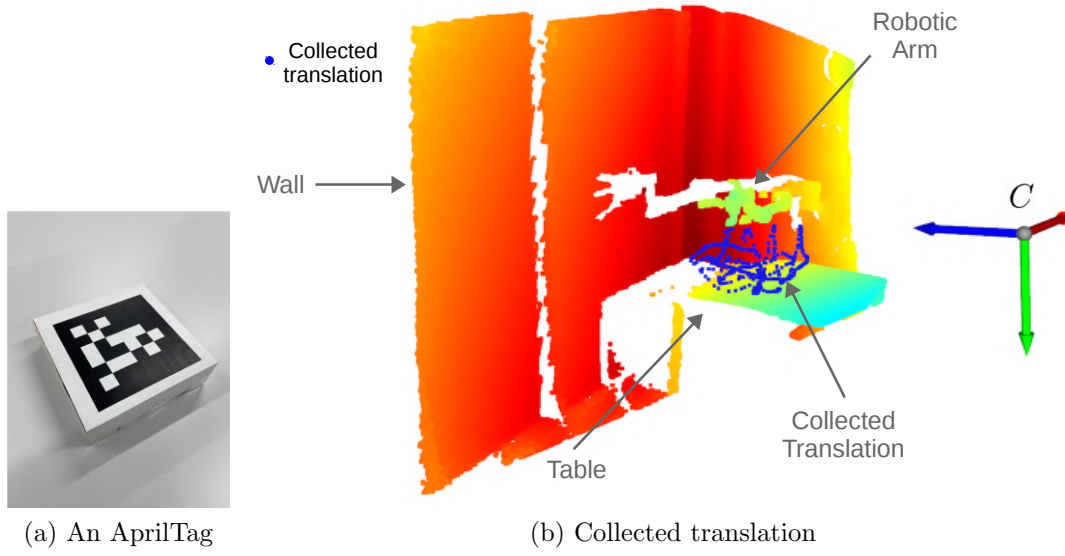 Collected
translation
Robotic
Arm
Wall
C
Collected
Translation
Table
(a) An AprilTag
(b) Collected translation